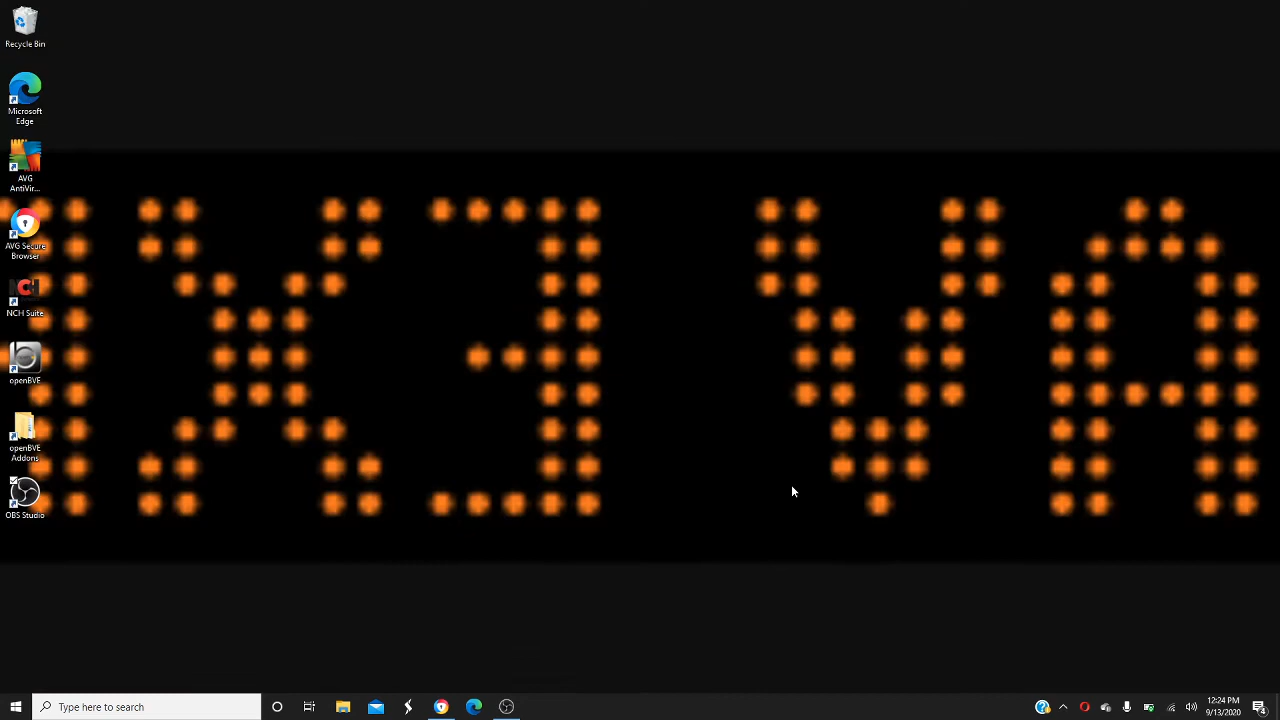 Recycle Bin
Microsoft
Edge
AVG
AntiVir...
AVG Secure
Browser
NCH Suite
openBVE
openBVE
Addons
OBS Studio
XƎ VA
Type here to search
12:24 PM
9/13/2020